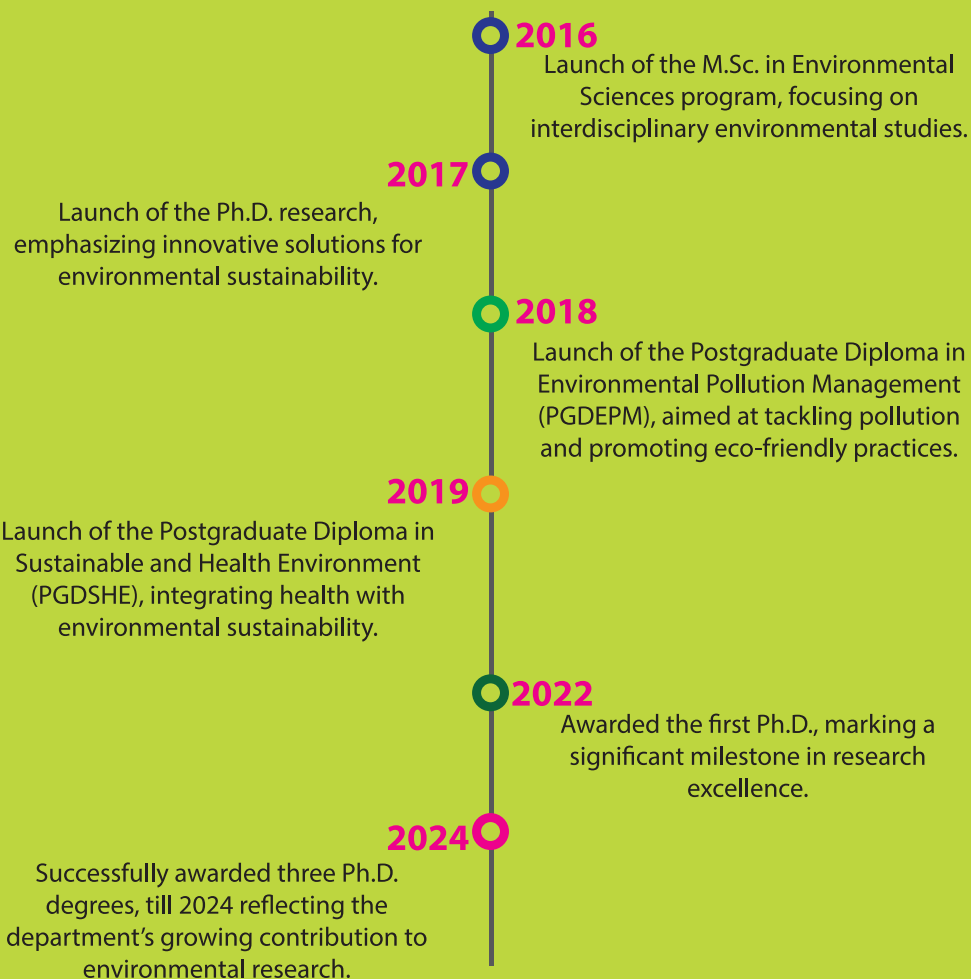 2016
Launch of the M.Sc. in Environmental
Sciences program, focusing on
interdisciplinary environmental studies.
2017
Launch of the Ph.D. research,
emphasizing innovative solutions for
environmental sustainability.
2018
Launch of the Postgraduate Diploma in
Environmental Pollution Management
(PGDEPM), aimed at tackling pollution
and promoting eco-friendly practices.
2019
Launch of the Postgraduate Diploma in
Sustainable and Health Environment
(PGDSHE), integrating health with
environmental sustainability.
2022
Awarded the first Ph.D., marking a
significant milestone in research
excellence.
2024
Successfully awarded three Ph.D.
degrees, till 2024 reflecting the
department’s growing contribution to
environmental research.